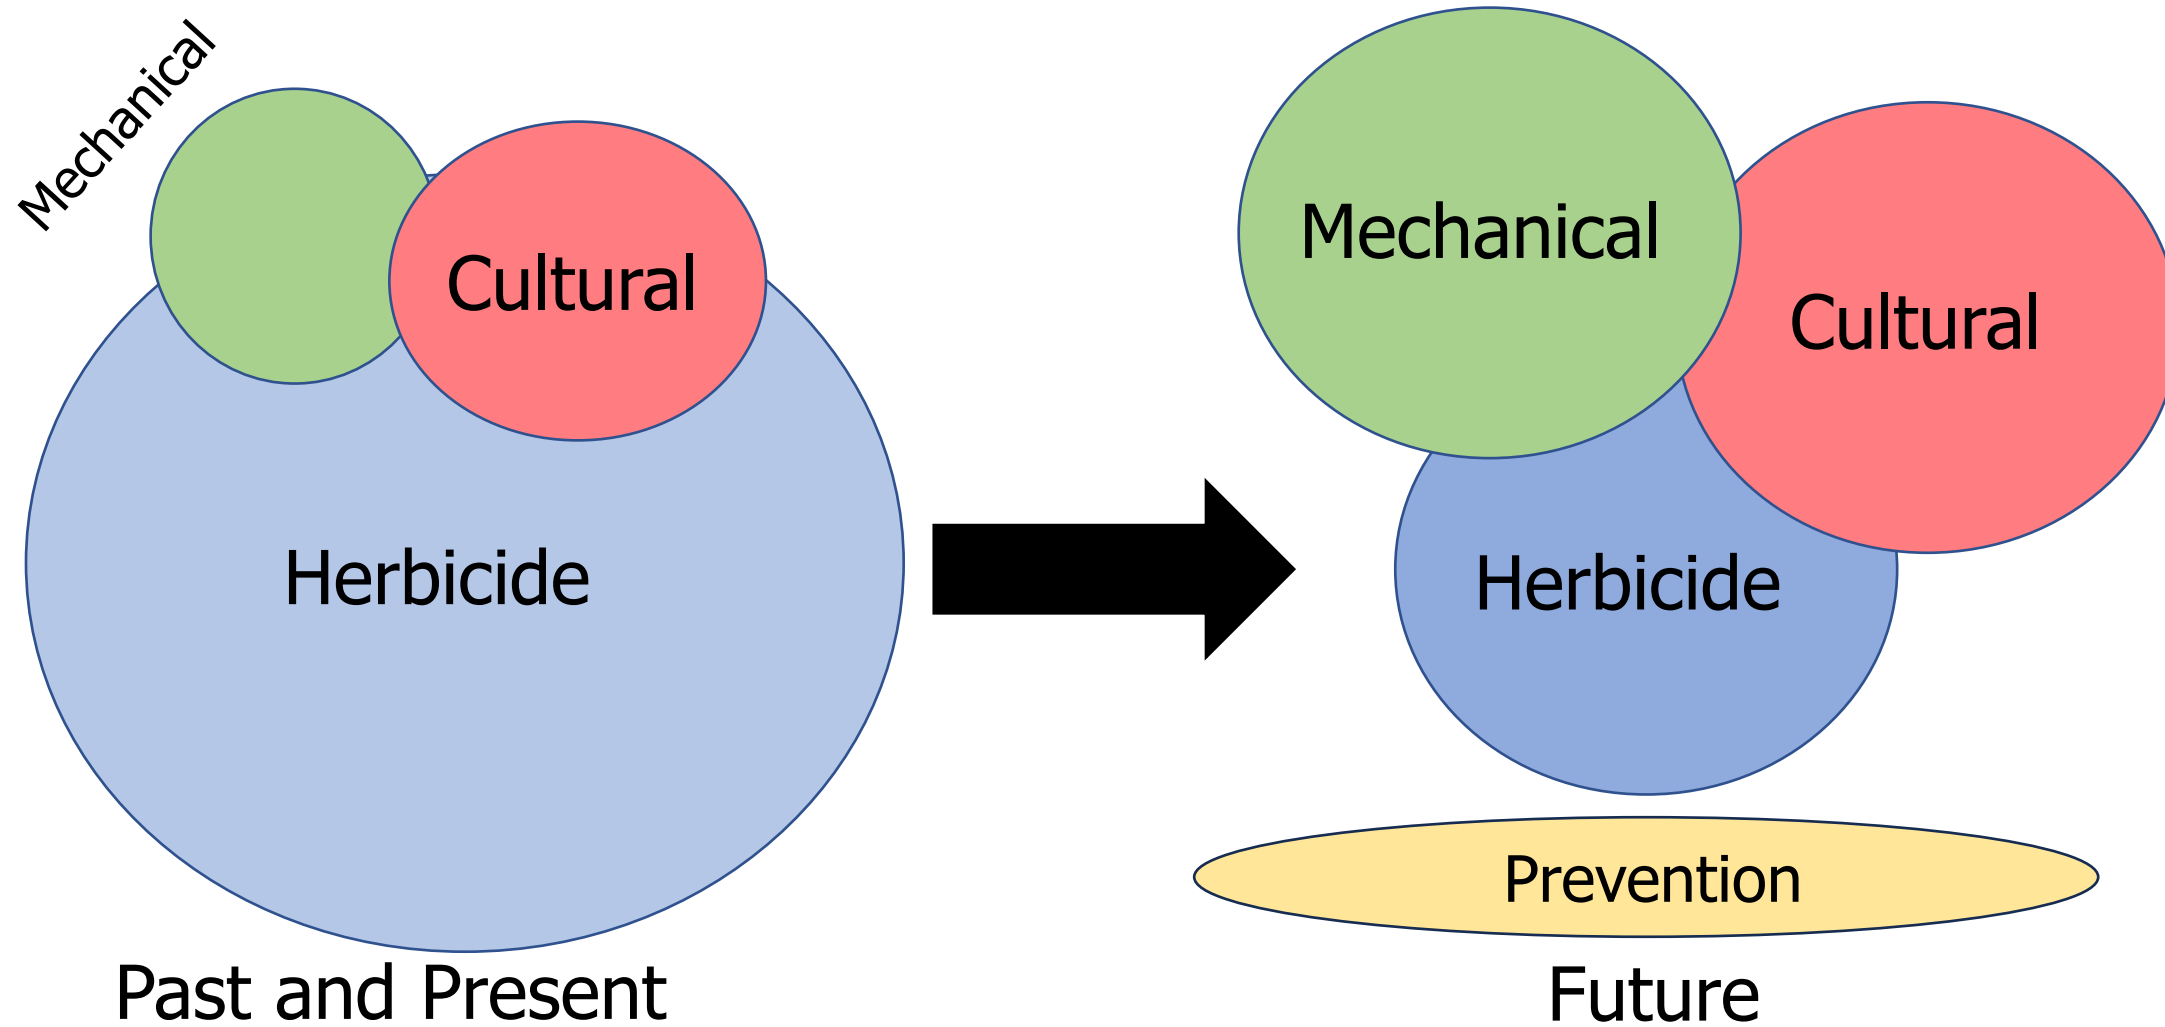 Mechanical
Cultural
Herbicide
Past and Present
Mechanical
Cultural
Herbicide
Prevention
Future